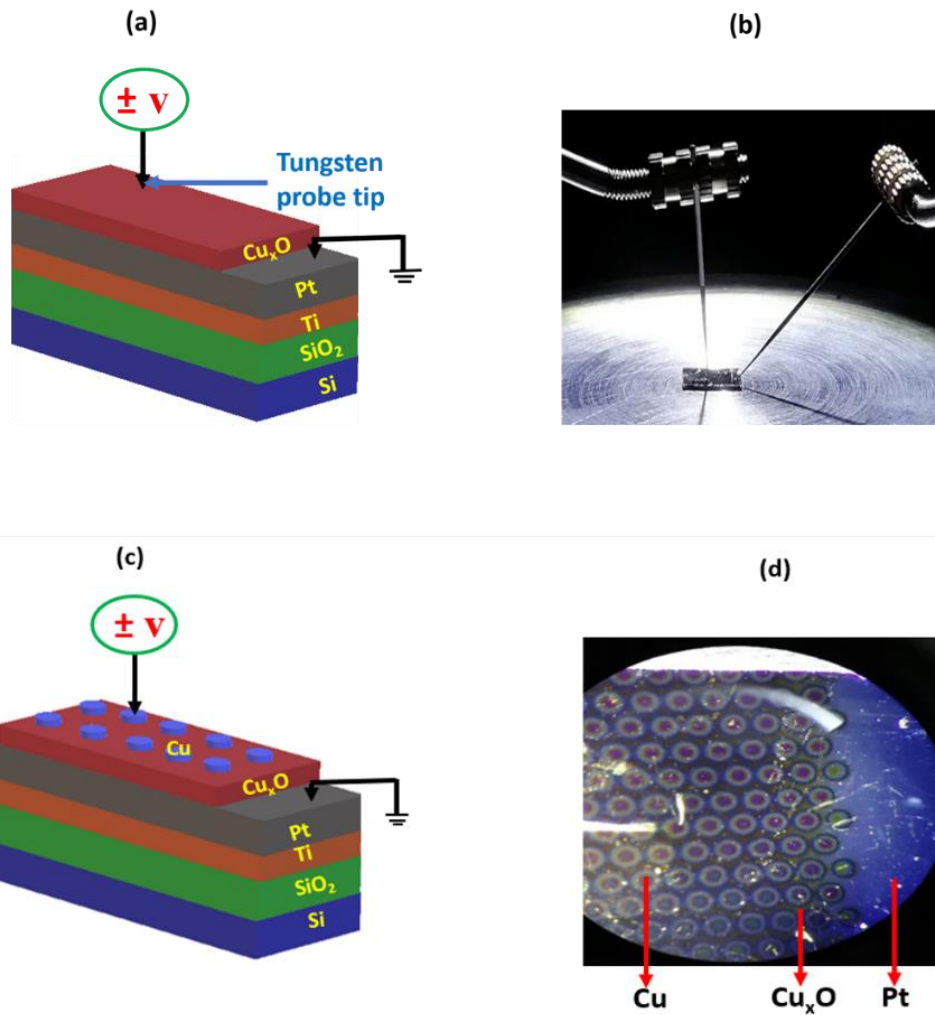 (a)
(b)
± v
Tungsten
probe tip
CuₓO
Pt
Ti
SiO₂
Si
(c)
(d)
± v
Cu
CuₓO
Pt
Ti
SiO₂
Si
Cu
CuₓO
Pt